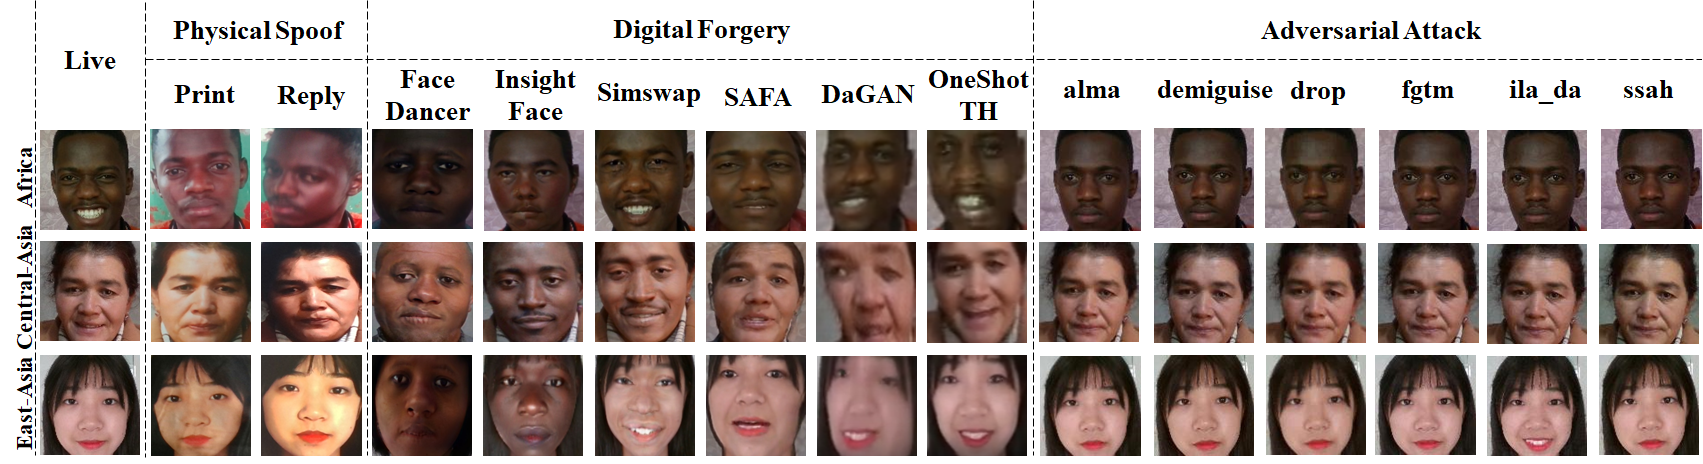 Live
Physical Spoof
Digital Forgery
Adversarial Attack
Print
Reply
Face
Dancer
Insight
Face
Simswap
SAFA
DaGAN
OneShot
TH
alma
demiguise
drop
fgtm
ila_da
ssah
Africa
Central-Asia
East-Asia